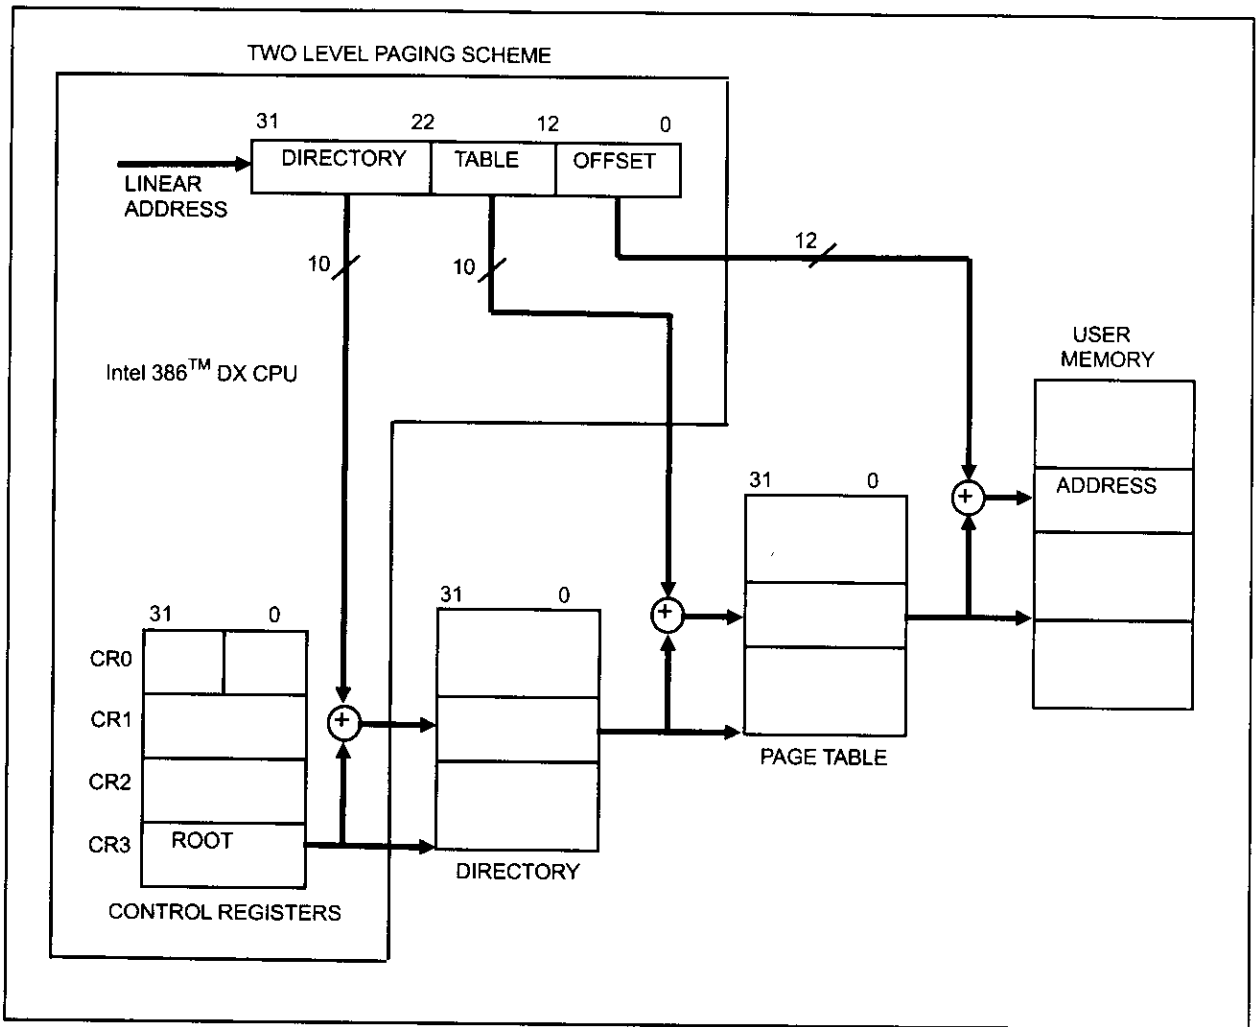 TWO LEVEL PAGING SCHEME
31 22 12 0
DIRECTORY TABLE OFFSET
LINEAR
ADDRESS
10 10 12
USER
MEMORY
Intel 386™ DX CPU
31 0
ADDRESS
31 0
31 0
CR0
CR1
CR2
CR3 ROOT
+
+
+
PAGE TABLE
DIRECTORY
CONTROL REGISTERS